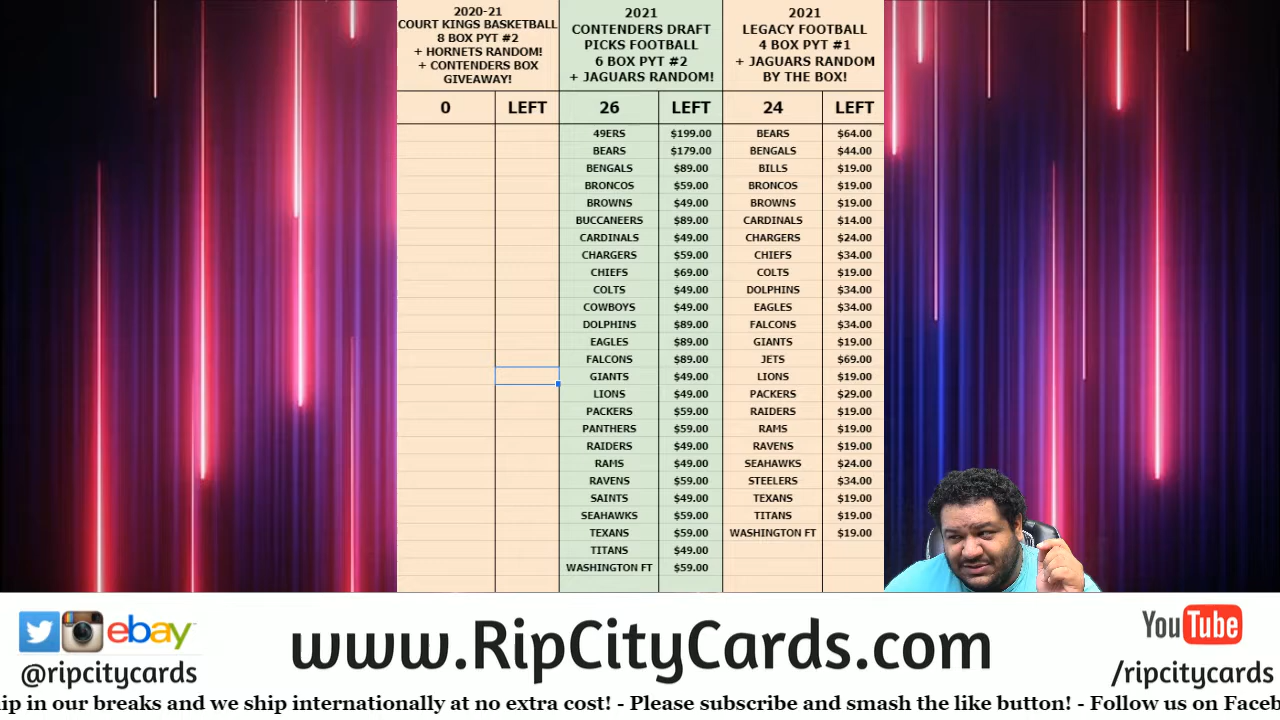 2020-21
COURT KINGS BASKETBALL
8 BOX PYT #2
+ HORNETS RANDOM!
+ CONTENDERS BOX
GIVEAWAY!
0 LEFT
2021
CONTENDERS DRAFT
PICKS FOOTBALL
6 BOX PYT #2
+ JAGUARS RANDOM!
26 LEFT
49ERS $199.00
BEARS $179.00
BENGALS $89.00
BRONCOS $59.00
BROWNS $49.00
BUCCANEERS $89.00
CARDINALS $49.00
CHARGERS $59.00
CHIEFS $69.00
COLTS $49.00
COWBOYS $49.00
DOLPHINS $89.00
EAGLES $89.00
FALCONS $89.00
GIANTS $49.00
LIONS $49.00
PACKERS $59.00
PANTHERS $59.00
RAIDERS $49.00
RAMS $49.00
RAVENS $59.00
SAINTS $49.00
SEAHAWKS $59.00
TEXANS $59.00
TITANS $49.00
WASHINGTON FT $59.00
2021
LEGACY FOOTBALL
4 BOX PYT #1
+ JAGUARS RANDOM
BY THE BOX!
24 LEFT
BEARS $64.00
BENGALS $44.00
BILLS $19.00
BRONCOS $19.00
BROWNS $19.00
CARDINALS $14.00
CHARGERS $24.00
CHIEFS $34.00
COLTS $19.00
DOLPHINS $34.00
EAGLES $34.00
FALCONS $34.00
GIANTS $19.00
JETS $69.00
LIONS $19.00
PACKERS $29.00
RAIDERS $19.00
RAMS $19.00
RAVENS $19.00
SEAHAWKS $24.00
STEELERS $34.00
TEXANS $19.00
TITANS $19.00
WASHINGTON FT $19.00
ebay
@ripcitycards
www.RipCityCards.com
YouTube
/ripcitycards
ip in our breaks and we ship internationally at no extra cost! - Please subscribe and smash the like button! - Follow us on Faceb